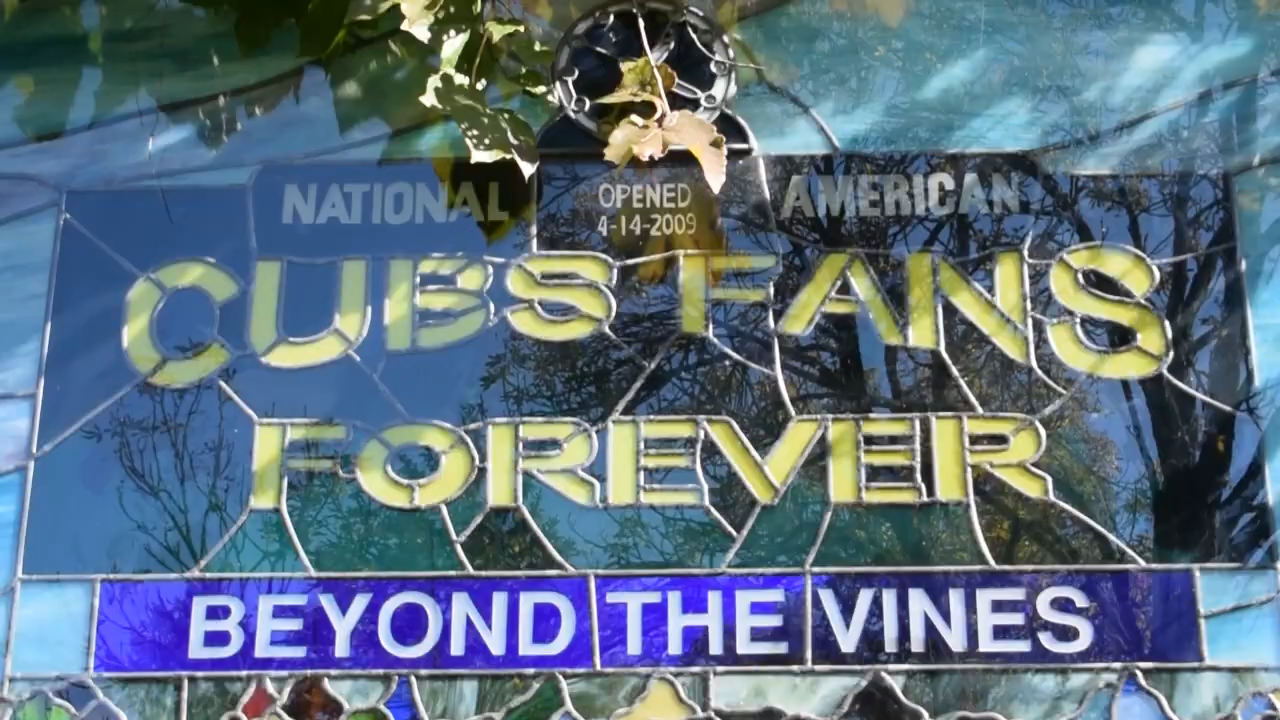 NATIONAL OPENED AMERICAN
4-14-2009
CUBS FANS
FOREVER
BEYOND THE VINES